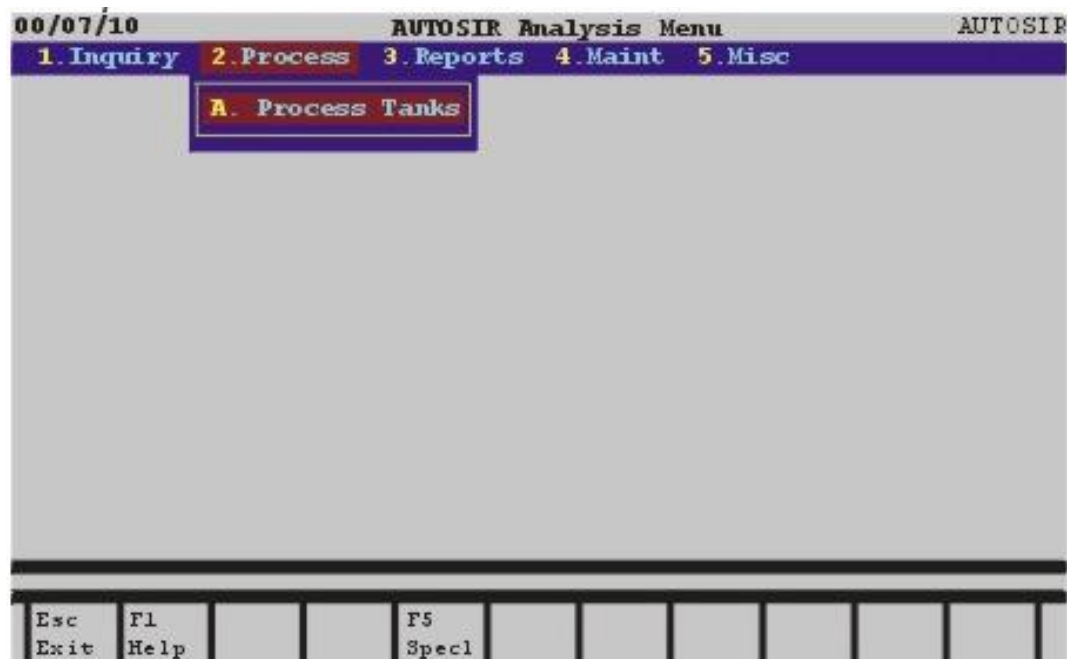 00/07/10 AUTOSIR Analysis Menu AUTOSIR
1.Inquiry 2.Process 3.Reports 4.Maint 5.Misc
A. Process Tanks
Esc F1 F5
Exit Help Specl